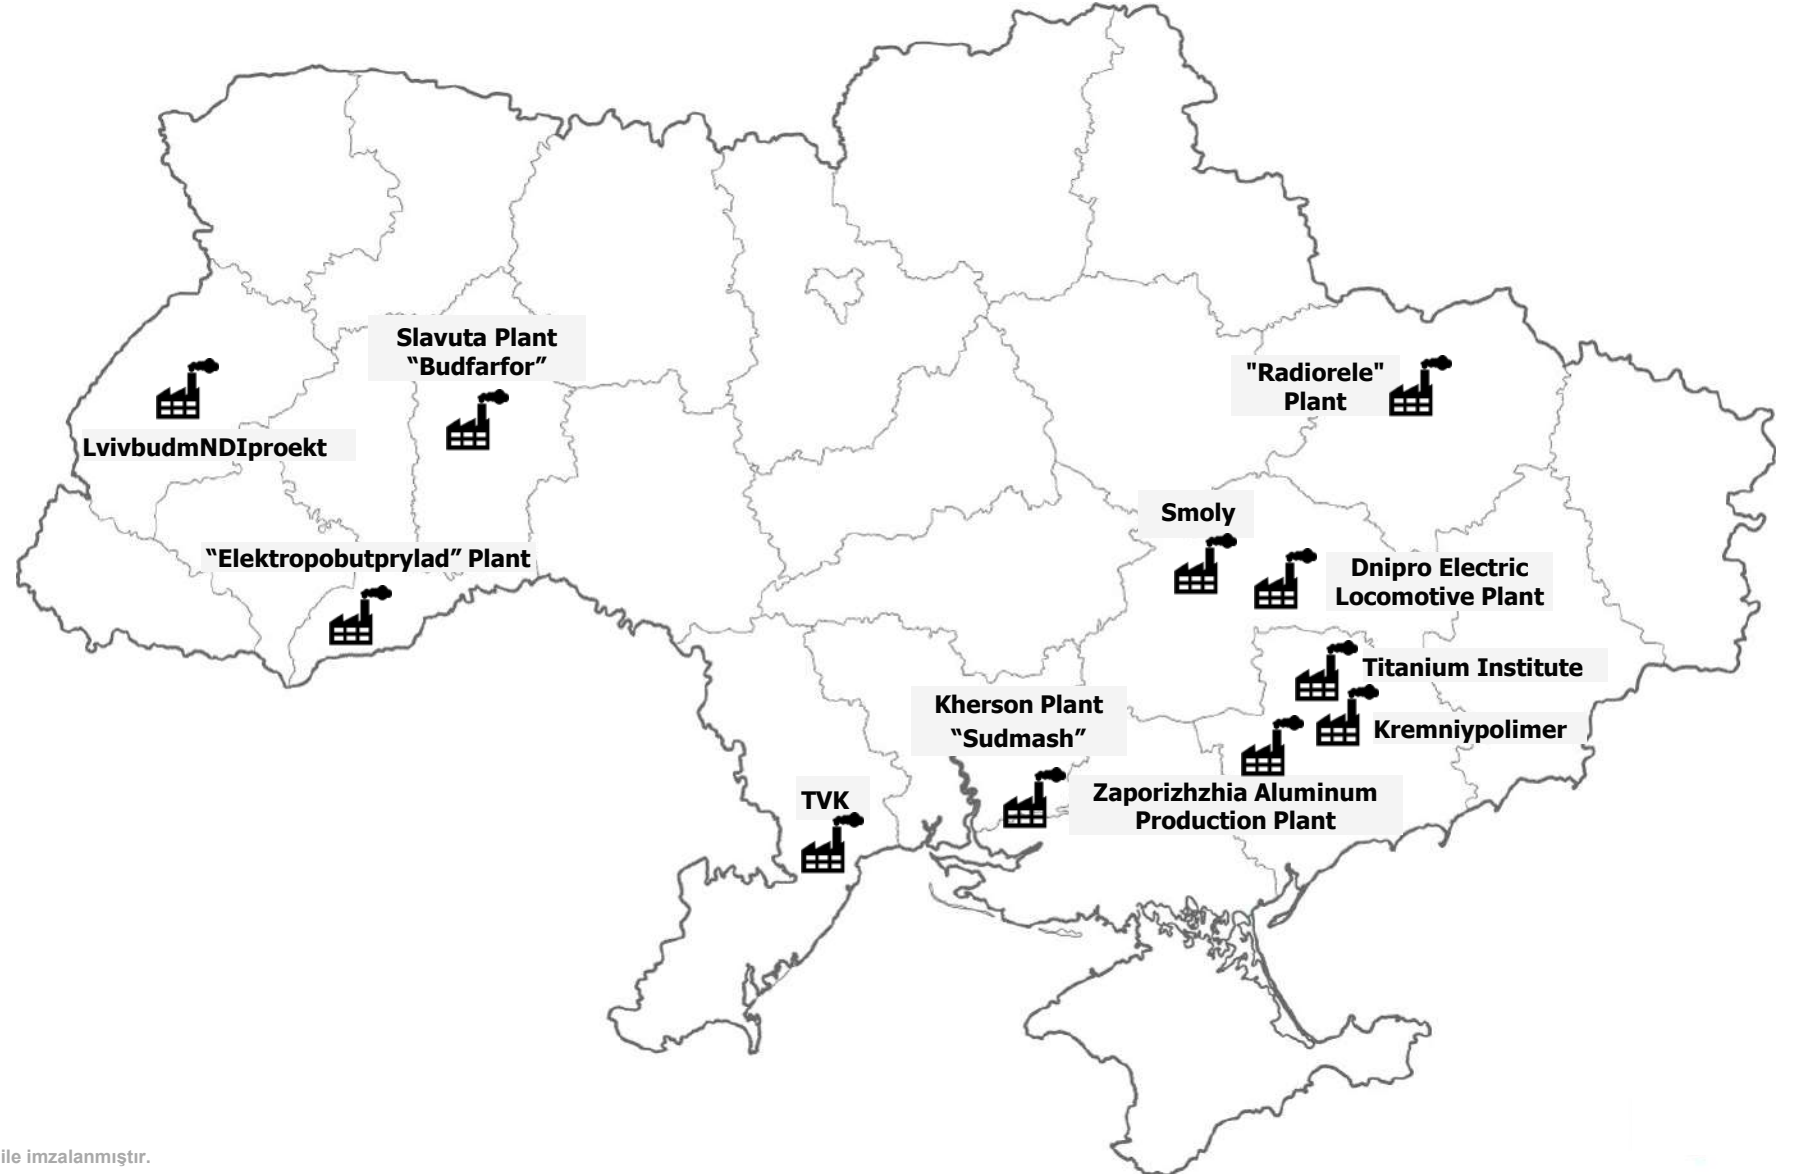 Slavuta Plant
“Budfarfor”
"Radiorele"
Plant
LvivbudmNDIproekt
Smoly
“Elektropobutprylad” Plant
Dnipro Electric
Locomotive Plant
Titanium Institute
Kherson Plant
“Sudmash”
Kremniypolimer
TVK
Zaporizhzhia Aluminum
Production Plant
ile imzalanmıştır.